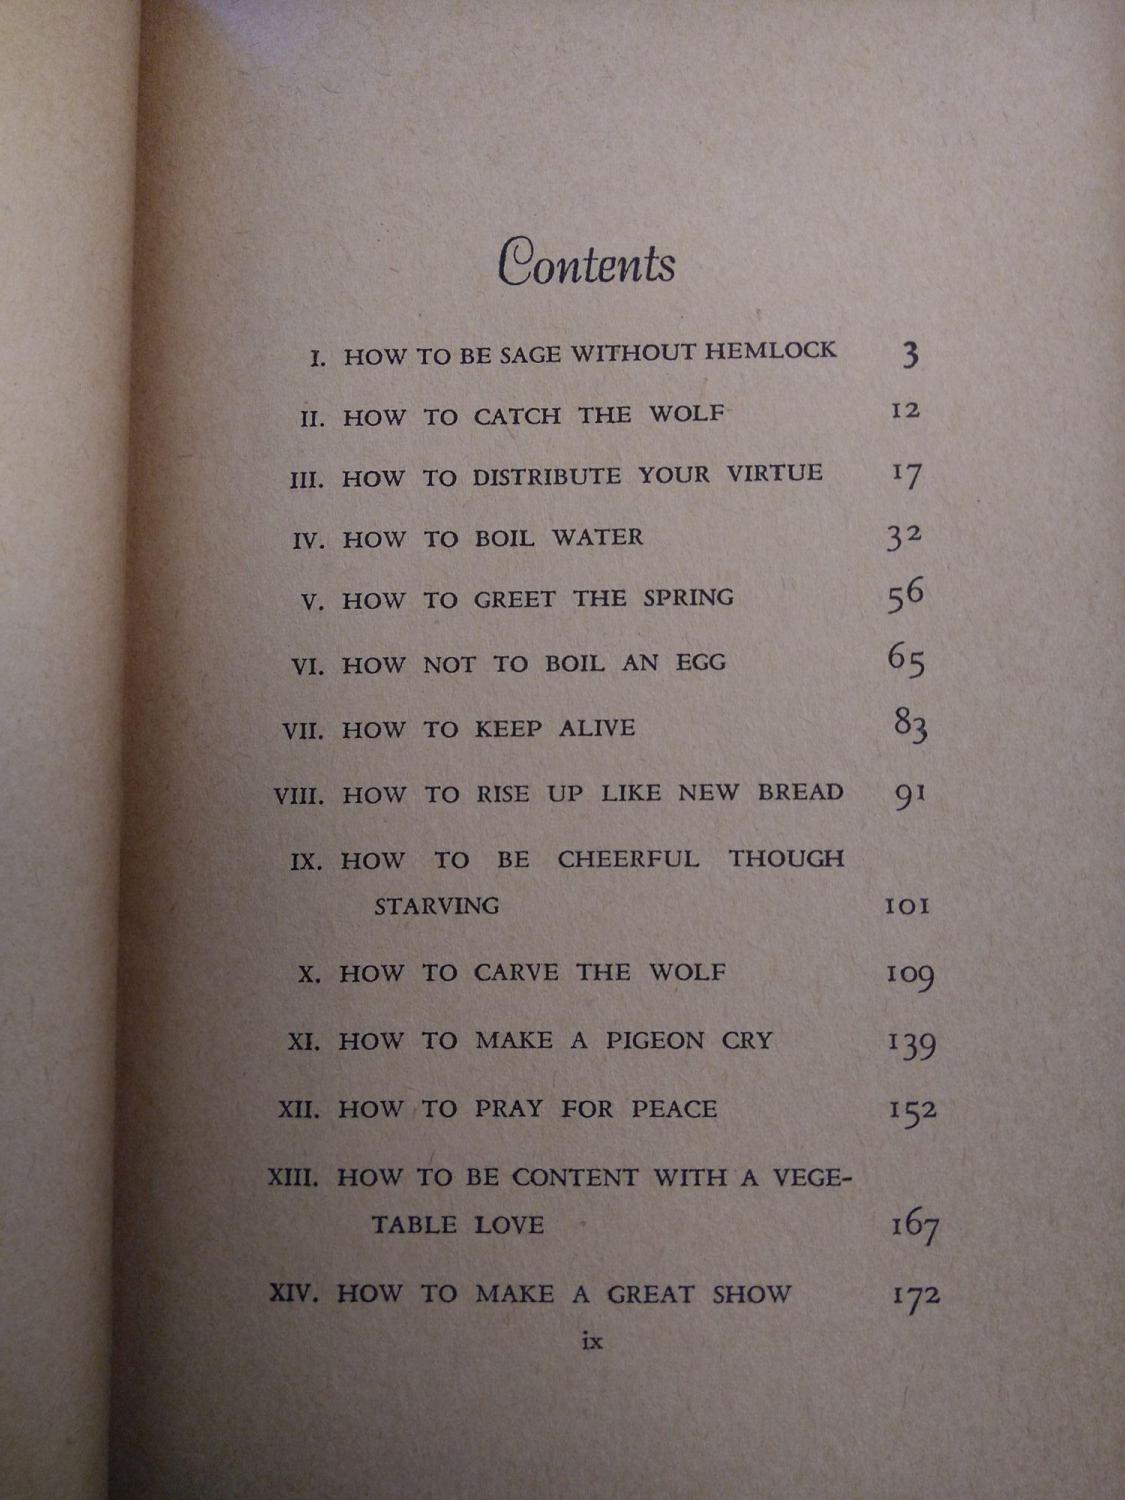 Contents
I. HOW TO BE SAGE WITHOUT HEMLOCK 3
II. HOW TO CATCH THE WOLF 12
III. HOW TO DISTRIBUTE YOUR VIRTUE 17
IV. HOW TO BOIL WATER 32
V. HOW TO GREET THE SPRING 56
VI. HOW NOT TO BOIL AN EGG 65
VII. HOW TO KEEP ALIVE 83
VIII. HOW TO RISE UP LIKE NEW BREAD 91
IX. HOW TO BE CHEERFUL THOUGH
STARVING 101
X. HOW TO CARVE THE WOLF 109
XI. HOW TO MAKE A PIGEON CRY 139
XII. HOW TO PRAY FOR PEACE 152
XIII. HOW TO BE CONTENT WITH A VEGE-
TABLE LOVE 167
XIV. HOW TO MAKE A GREAT SHOW 172
ix